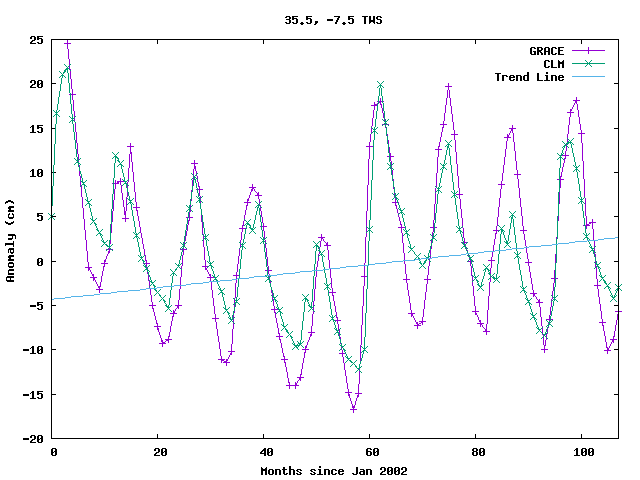 35.5, -7.5 TWS
GRACE
CLM
Trend Line
25
20
15
10
5
0
-5
-10
-15
-20
Anomaly (cm)
0 20 40 60 80 100
Months since Jan 2002